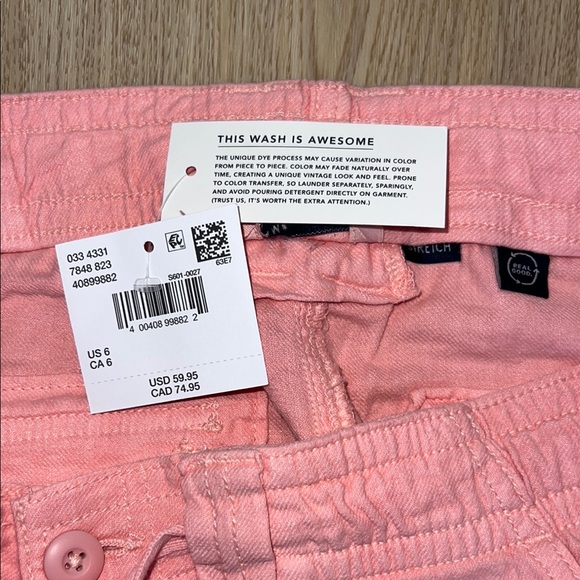 THIS WASH IS AWESOME
THE UNIQUE DYE PROCESS MAY CAUSE VARIATION IN COLOR
FROM PIECE TO PIECE. COLOR MAY FADE NATURALLY OVER
TIME, CREATING A UNIQUE VINTAGE LOOK AND FEEL. PRONE
TO COLOR TRANSFER, SO LAUNDER SEPARATELY, SPARINGLY,
AND AVOID POURING DETERGENT DIRECTLY ON GARMENT.
(TRUST US, IT'S WORTH THE EXTRA ATTENTION.)
033 4331
7848 823
40899882
63E7
S601-0027
4 00408 99882 2
US 6
CA 6
USD 59.95
CAD 74.95
REAL
GOOD.